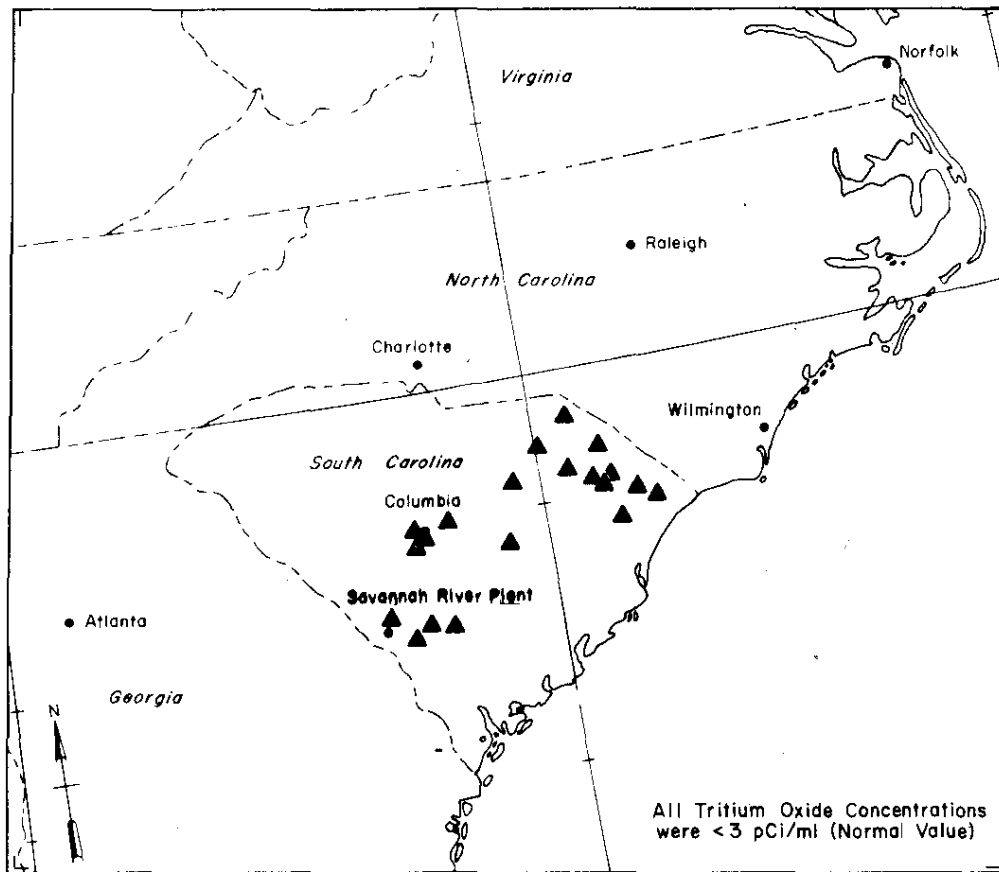 Norfolk
Virginia
Raleigh
North Carolina
Charlotte
Wilmington
South Carolina
Columbia
Savannah River Plant
Atlanta
Georgia
N
All Tritium Oxide Concentrations
were <3 pCi/ml (Normal Value)